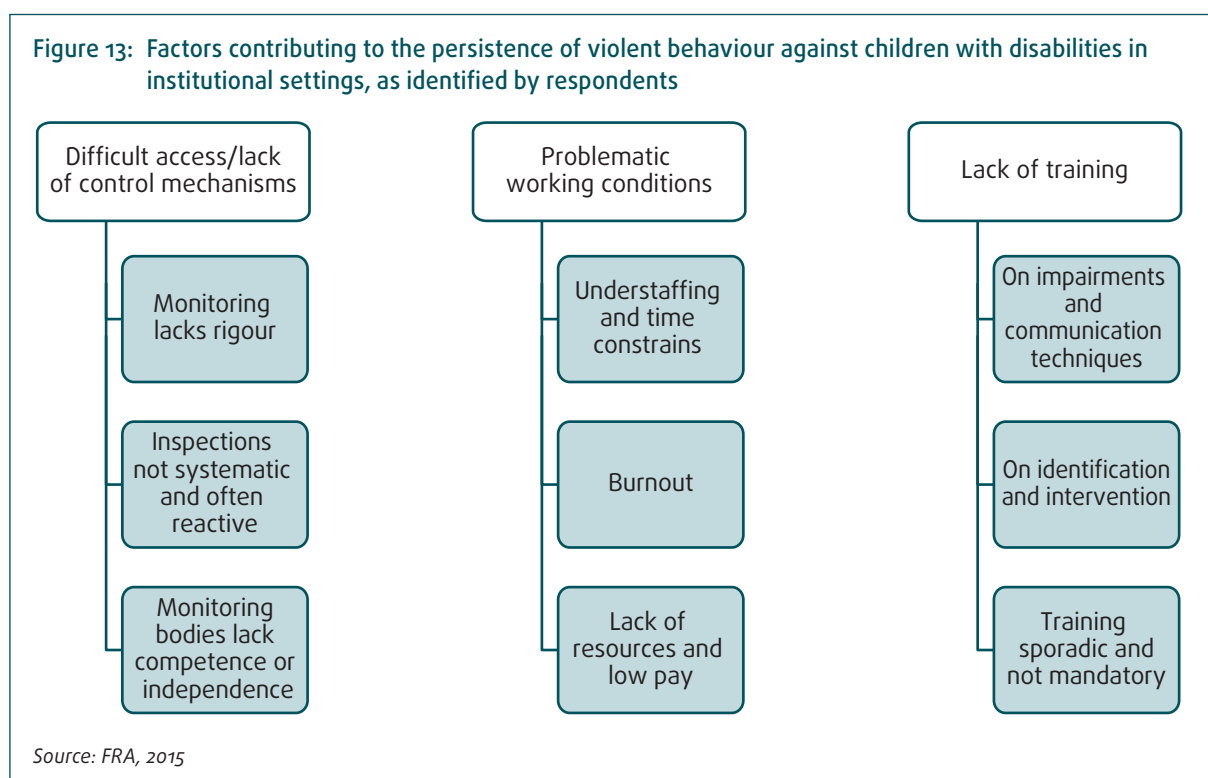 Figure 13: Factors contributing to the persistence of violent behaviour against children with disabilities in
institutional settings, as identified by respondents
Difficult access/lack
of control mechanisms
Monitoring
lacks rigour
Inspections
not systematic
and often
reactive
Monitoring
bodies lack
competence or
independence
Problematic
working conditions
Understaffing
and time
constrains
Burnout
Lack of
resources and
low pay
Lack of training
On impairments
and
communication
techniques
On identification
and intervention
Training
sporadic and
not mandatory
Source: FRA, 2015